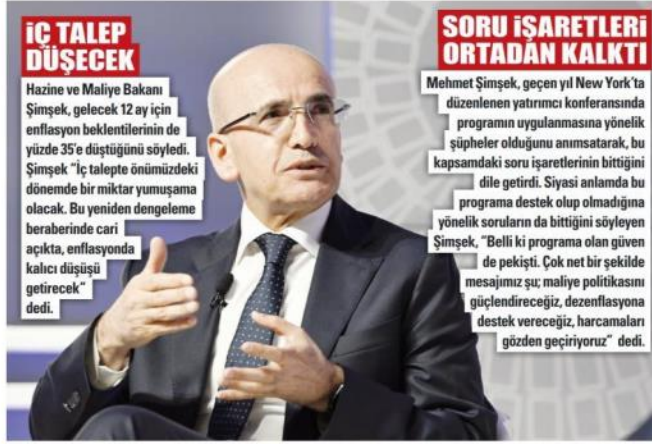 İÇ TALEP
DÜŞECEK
Hazine ve Maliye Bakanı
Şimşek, gelecek 12 ay için
enflasyon beklentilerinin de
yüzde 35'e düştüğünü söyledi.
Şimşek "İç talepte önümüzdeki
dönemde bir miktar yumuşama
olacak. Bu yeniden dengeleme
beraberinde cari
açıkta, enflasyonda
kalıcı düşüşü
getirecek"
dedi.
SORU İŞARETLERİ
ORTADAN KALKTI
Mehmet Şimşek, geçen yıl New York'ta
düzenlenen yatırımcı konferansında
programın uygulanmasına yönelik
şüpheler olduğunu anımsatarak, bu
kapsamdaki soru işaretlerinin bittiğini
dile getirdi. Siyasi anlamda bu
programa destek olup olmadığına
yönelik soruların da bittiğini söyleyen
Şimşek, "Belli ki programa olan güven
de pekişti. Çok net bir şekilde
mesajımız şu; maliye politikasını
güçlendireceğiz, dezenflasyona
destek vereceğiz, harcamaları
gözden geçiriyoruz" dedi.